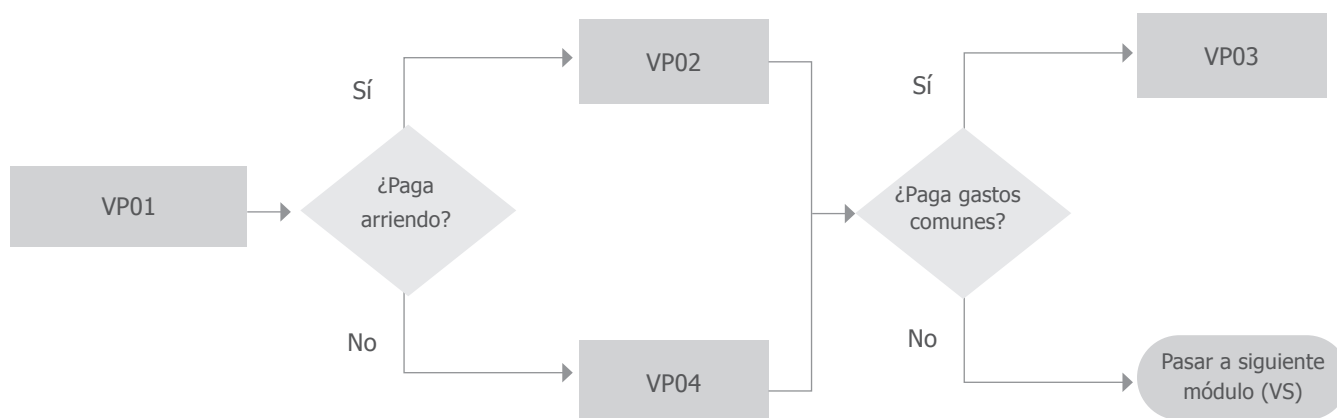 VP01
¿Paga
arriendo?
Sí
VP02
No
VP04
¿Paga gastos
comunes?
Sí
VP03
No
Pasar a siguiente
módulo (VS)